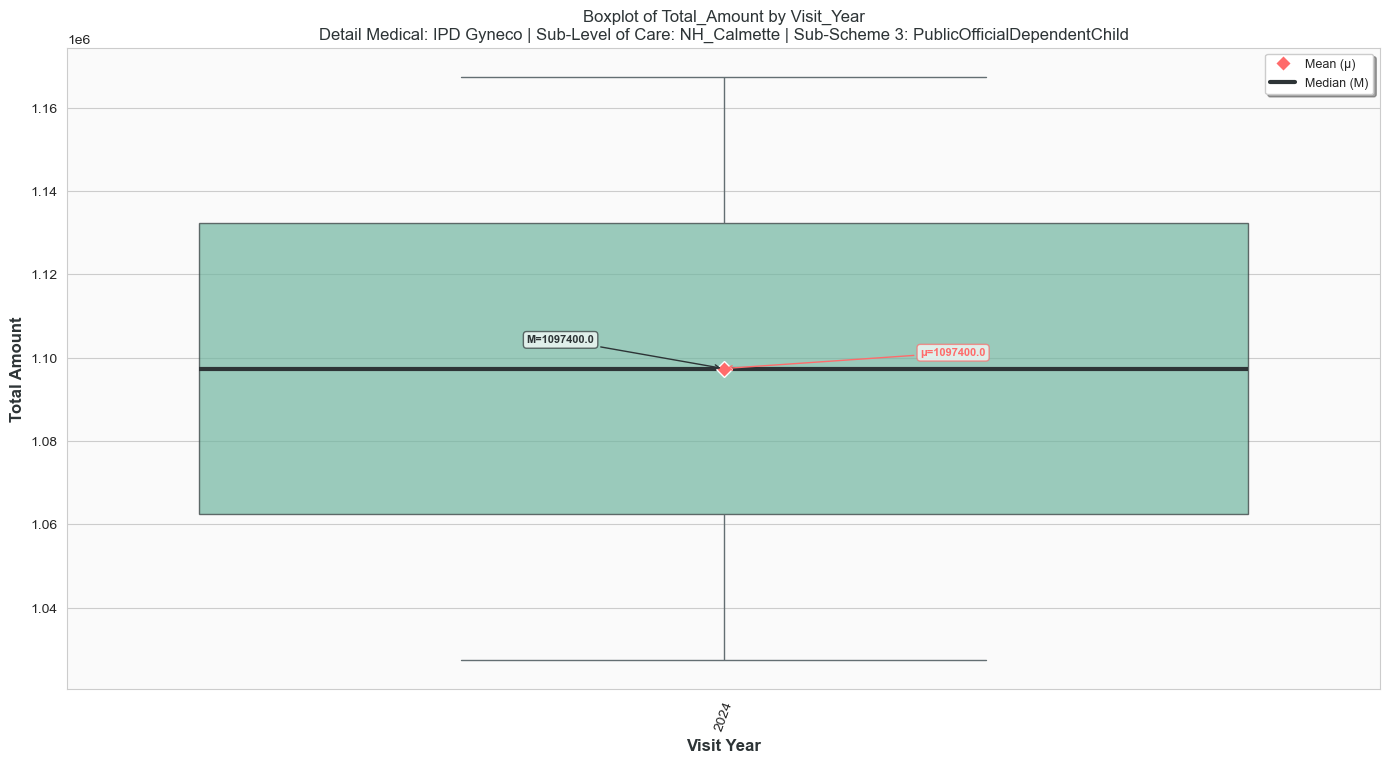 Boxplot of Total_Amount by Visit_Year
Detail Medical: IPD Gyneco | Sub-Level of Care: NH_Calmette | Sub-Scheme 3: PublicOfficialDependentChild
1e6
Mean (μ)
Median (M)
1.16
1.14
1.12
1.10
1.08
1.06
1.04
Total Amount
M=1097400.0
μ=1097400.0
2024
Visit Year